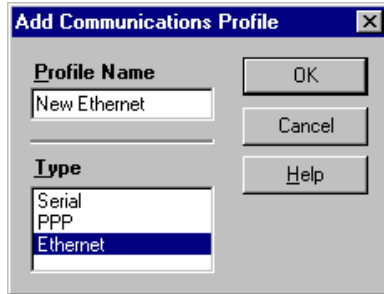 Add Communications Profile
Profile Name
New Ethernet
Type
Serial
PPP
Ethernet
OK
Cancel
Help